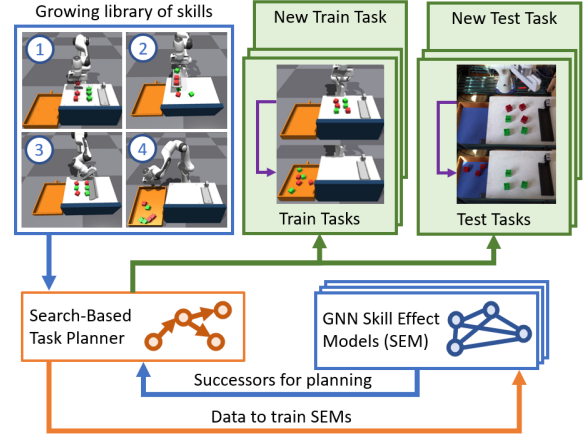 Growing library of skills
1
2
3
4
New Train Task
Train Tasks
New Test Task
Test Tasks
Search-Based
Task Planner
GNN Skill Effect
Models (SEM)
Successors for planning
Data to train SEMs